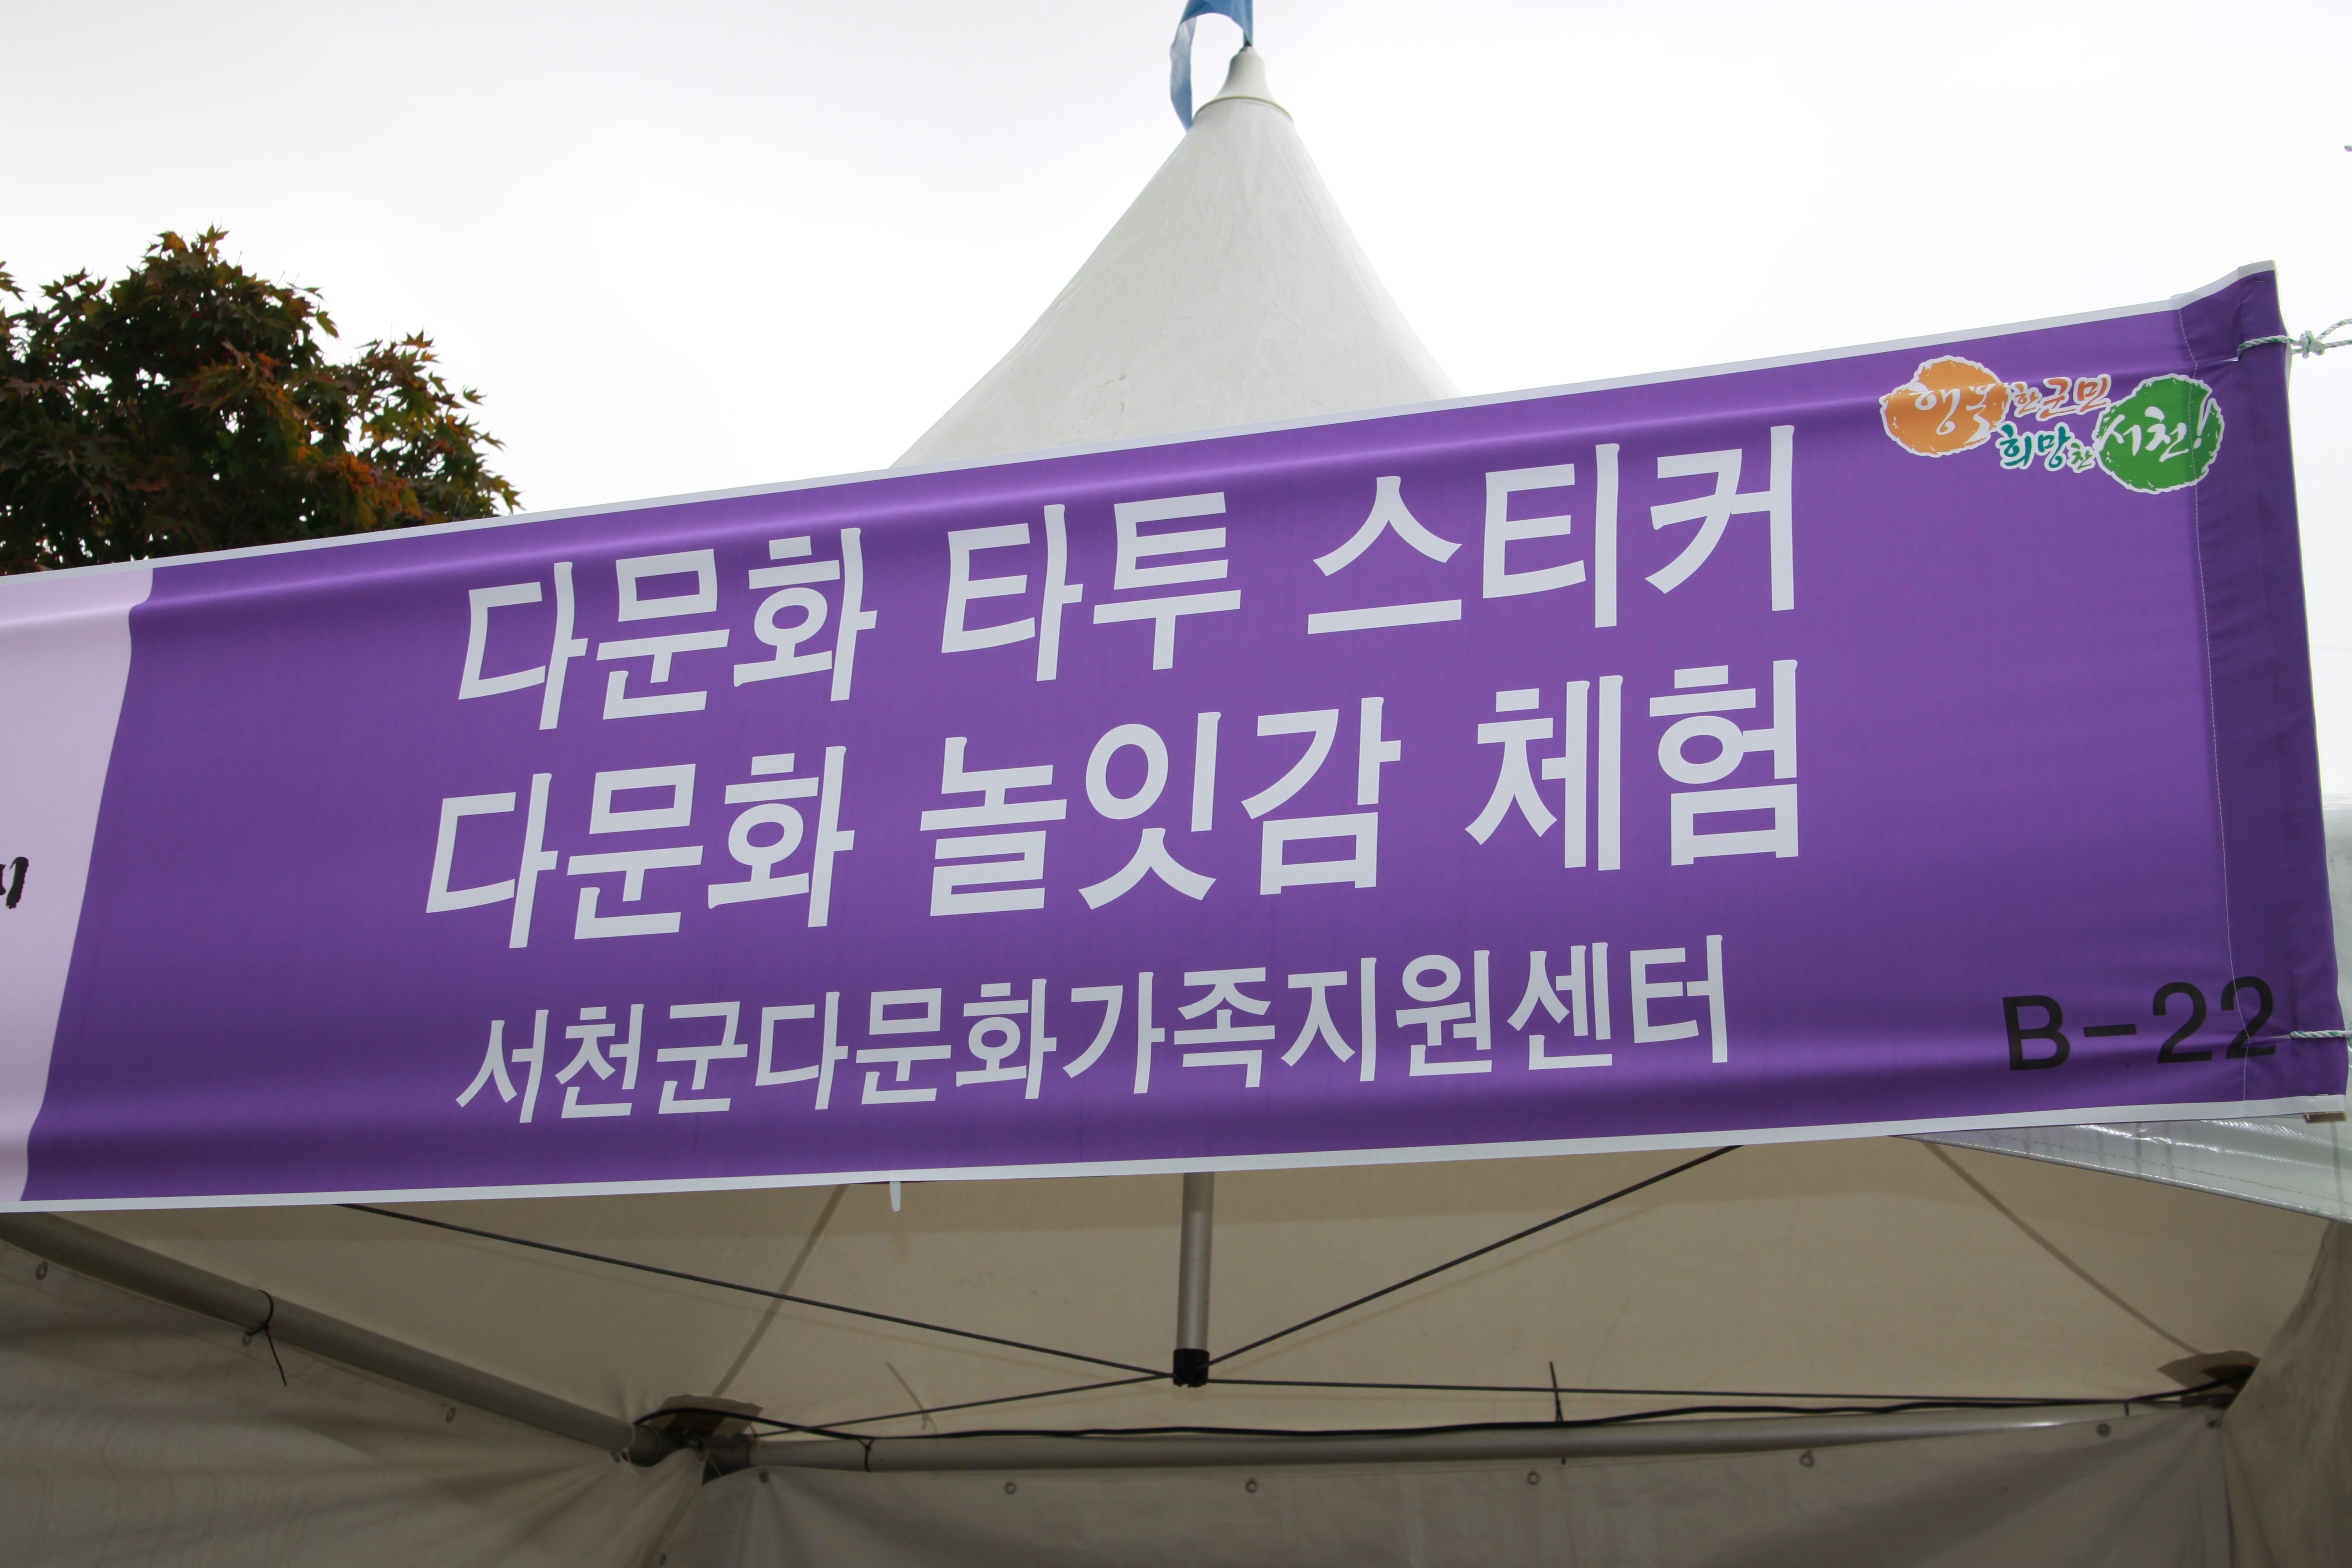 행복한군민
희망찬서천!
다문화 타투 스티커
다문화 놀잇감 체험
서천군다문화가족지원센터
B-22